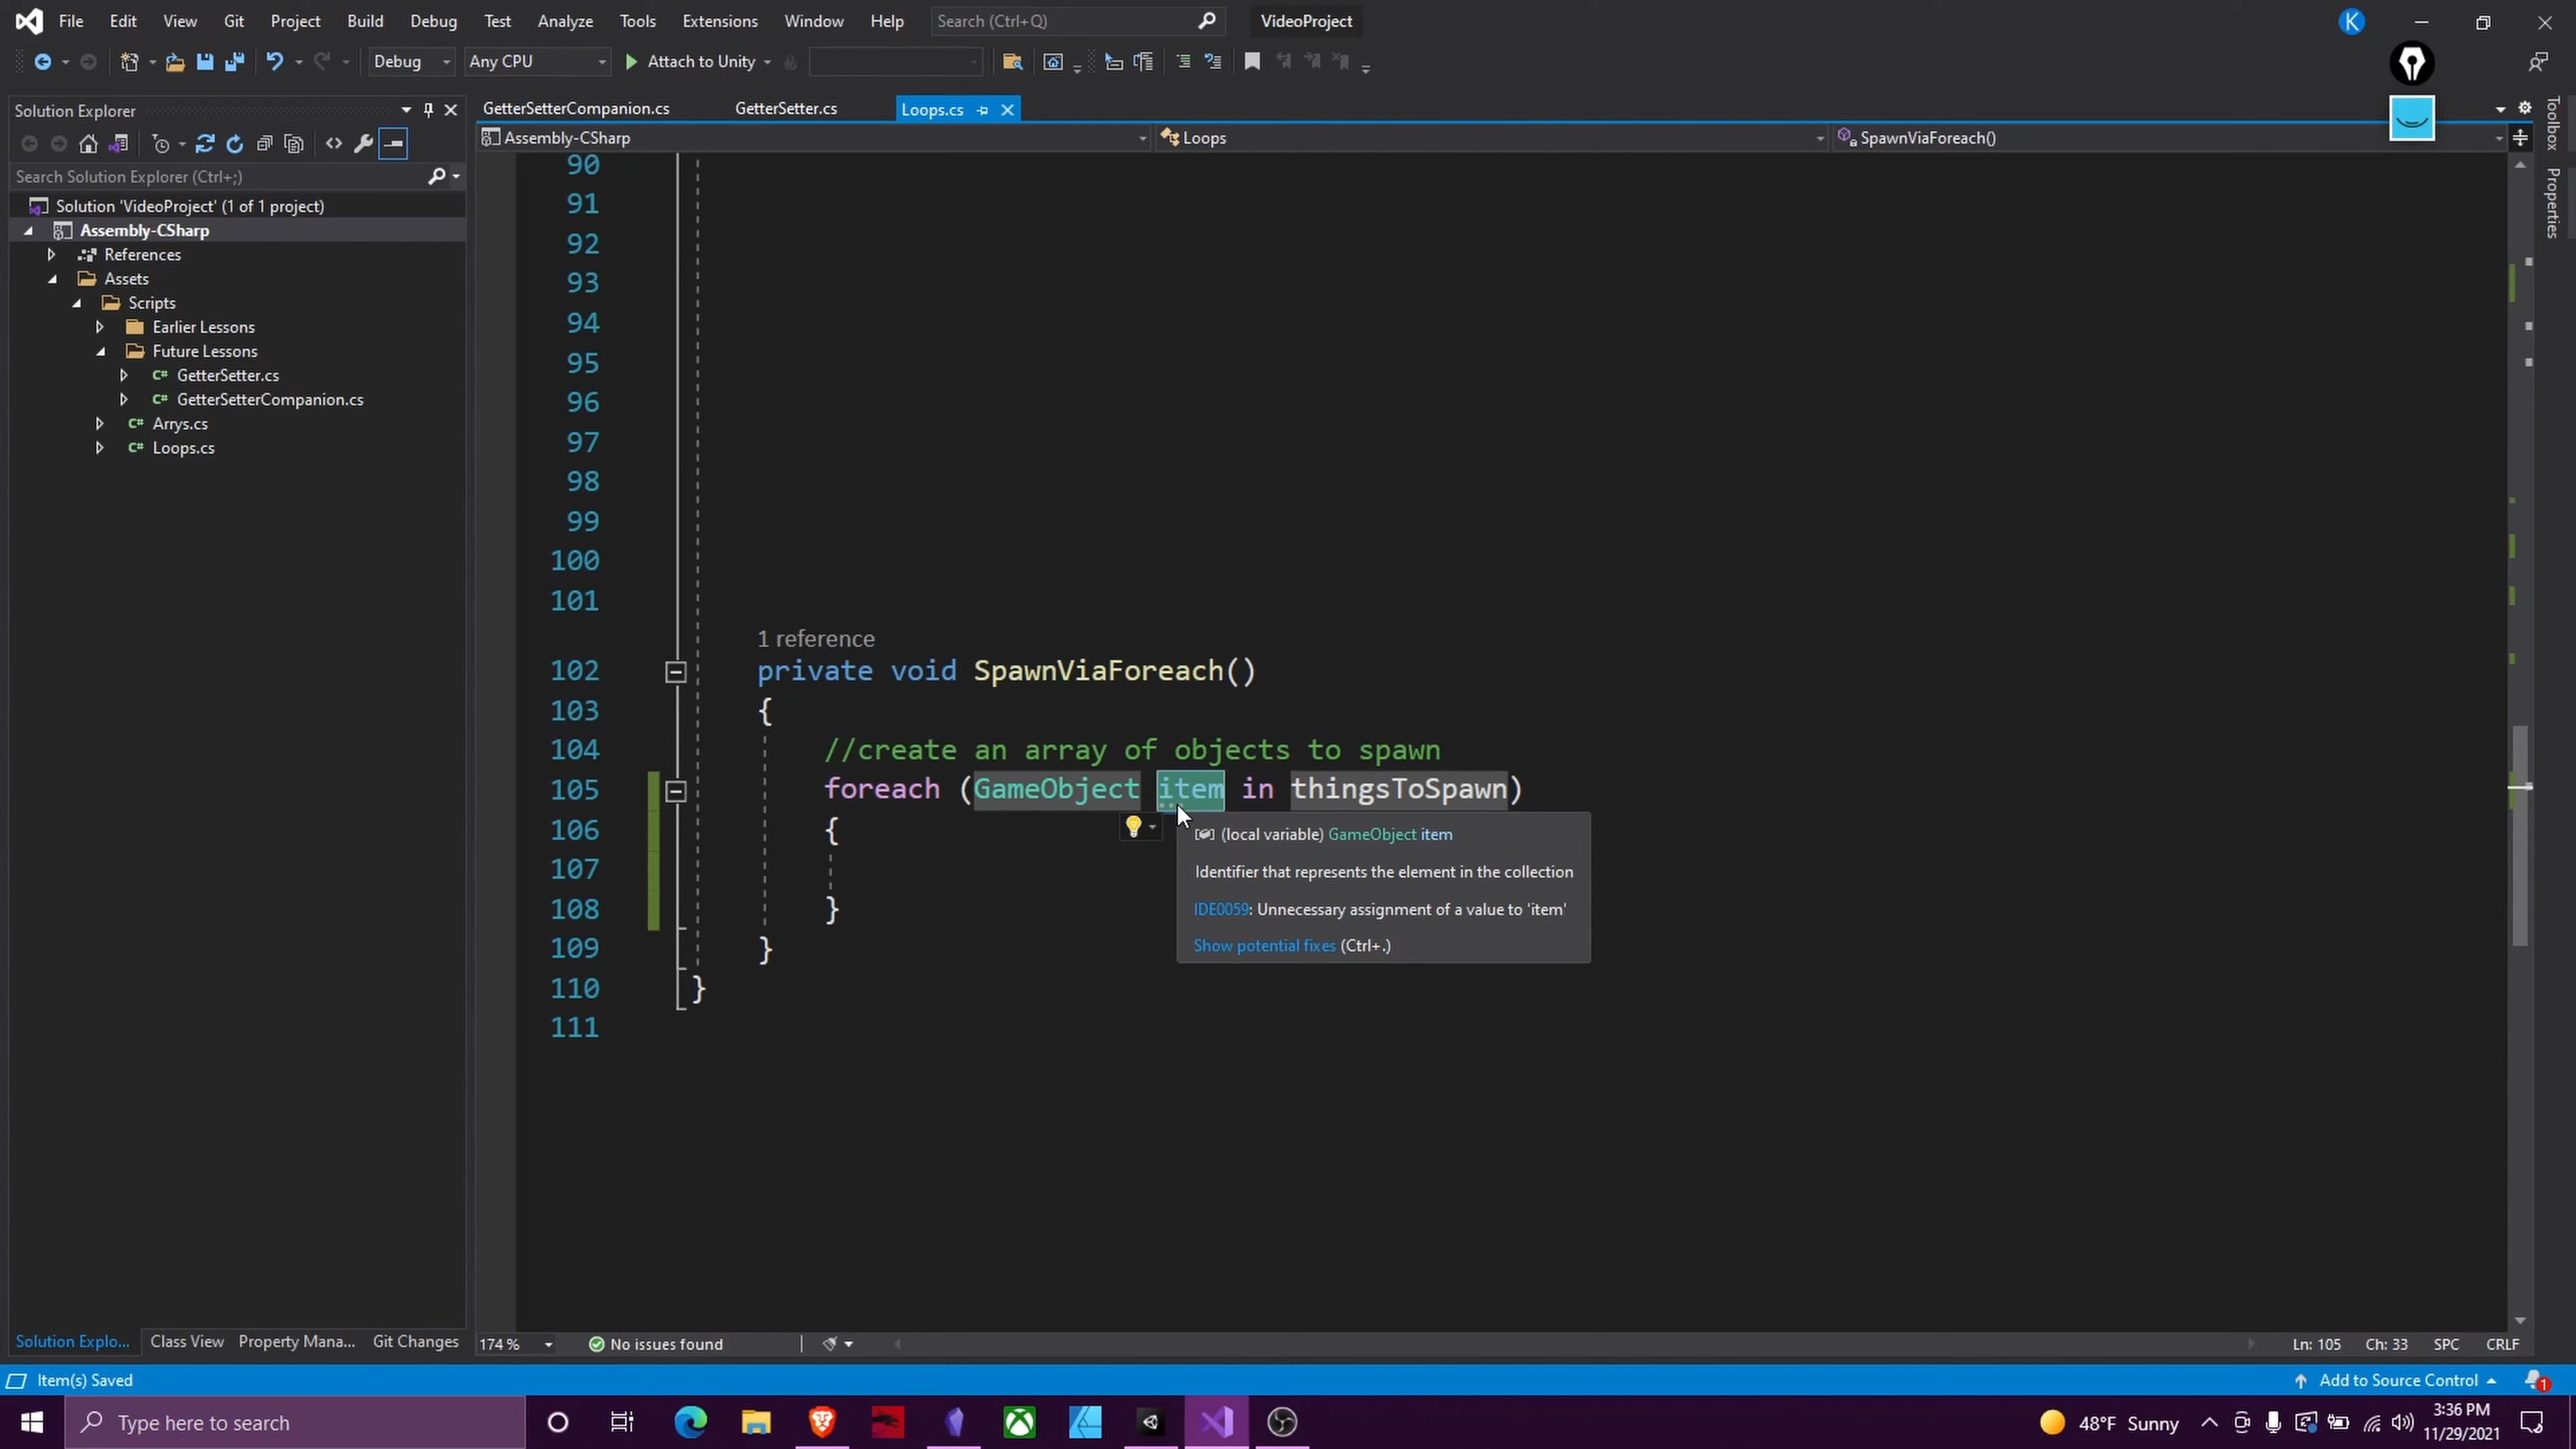 File Edit View Git Project Build Debug Test Analyze Tools Extensions Window Help Search (Ctrl+Q) VideoProject K
Debug Any CPU Attach to Unity
Solution Explorer
Search Solution Explorer (Ctrl+;)
Solution 'VideoProject' (1 of 1 project)
Assembly-CSharp
References
Assets
Scripts
Earlier Lessons
Future Lessons
C# GetterSetter.cs
C# GetterSetterCompanion.cs
C# Arrys.cs
C# Loops.cs
GetterSetterCompanion.cs GetterSetter.cs Loops.cs
Assembly-CSharp Loops SpawnViaForeach()
90
91
92
93
94
95
96
97
98
99
100
101
1 reference
102 private void SpawnViaForeach()
103 {
104 //create an array of objects to spawn
105 foreach (GameObject item in thingsToSpawn)
106 {
107
108 }
109 }
110 }
111
(local variable) GameObject item
Identifier that represents the element in the collection
IDE0059: Unnecessary assignment of a value to 'item'
Show potential fixes (Ctrl+.)
Toolbox
Properties
Solution Explo... Class View Property Mana... Git Changes
174 % No issues found Ln: 105 Ch: 33 SPC CRLF
Item(s) Saved Add to Source Control 1
Type here to search 48°F Sunny 3:36 PM
11/29/2021